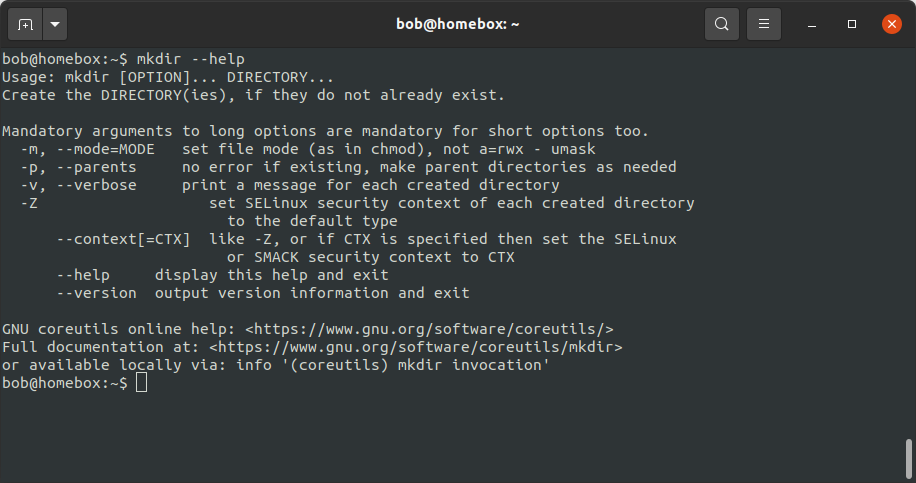 bob@homebox: ~
bob@homebox:~$ mkdir --help
Usage: mkdir [OPTION]... DIRECTORY...
Create the DIRECTORY(ies), if they do not already exist.

Mandatory arguments to long options are mandatory for short options too.
  -m, --mode=MODE   set file mode (as in chmod), not a=rwx - umask
  -p, --parents     no error if existing, make parent directories as needed
  -v, --verbose     print a message for each created directory
  -Z                   set SELinux security context of each created directory
                         to the default type
      --context[=CTX]  like -Z, or if CTX is specified then set the SELinux
                         or SMACK security context to CTX
      --help     display this help and exit
      --version  output version information and exit

GNU coreutils online help: <https://www.gnu.org/software/coreutils/>
Full documentation at: <https://www.gnu.org/software/coreutils/mkdir>
or available locally via: info '(coreutils) mkdir invocation'
bob@homebox:~$